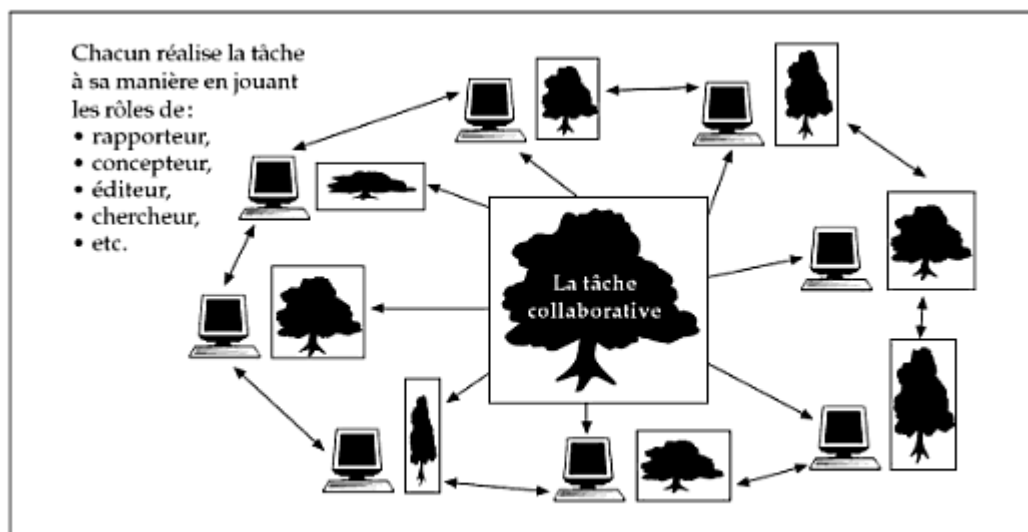 Chacun réalise la tâche
à sa manière en jouant
les rôles de :
• rapporteur,
• concepteur,
• éditeur,
• chercheur,
• etc.
La tâche
collaborative